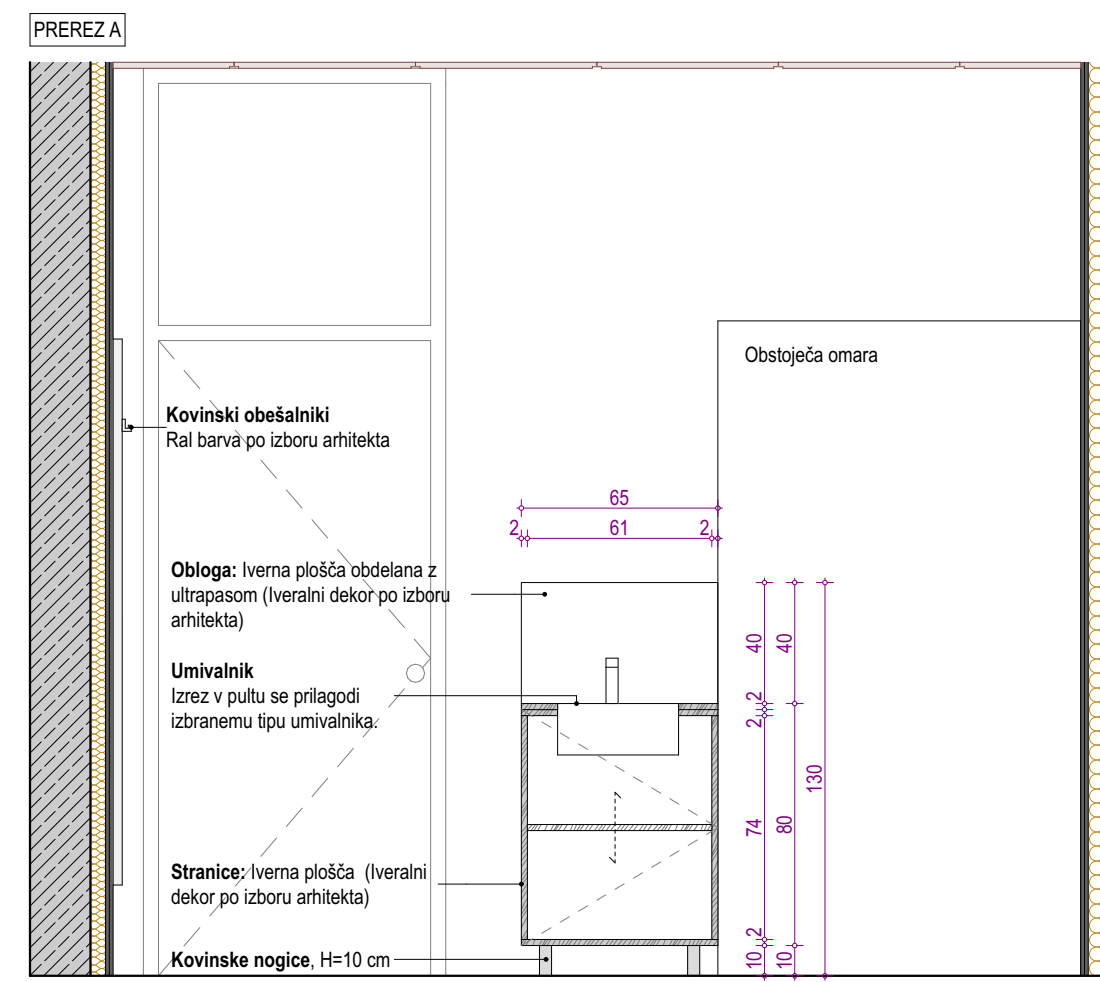 PREREZ A
Obstoječa omara
Kovinski obešalniki
Ral barva po izboru arhitekta
65
2 61 2
Obloga: Iverna plošča obdelana z
ultrapasom (Iveralni dekor po izboru
arhitekta)
Umivalnik
Izrez v pultu se prilagodi
izbranemu tipu umivalnika.
Stranice: Iverna plošča (Iveralni
dekor po izboru arhitekta)
Kovinske nogice, H=10 cm
40
2
2
74
2
10
40
80
10
130